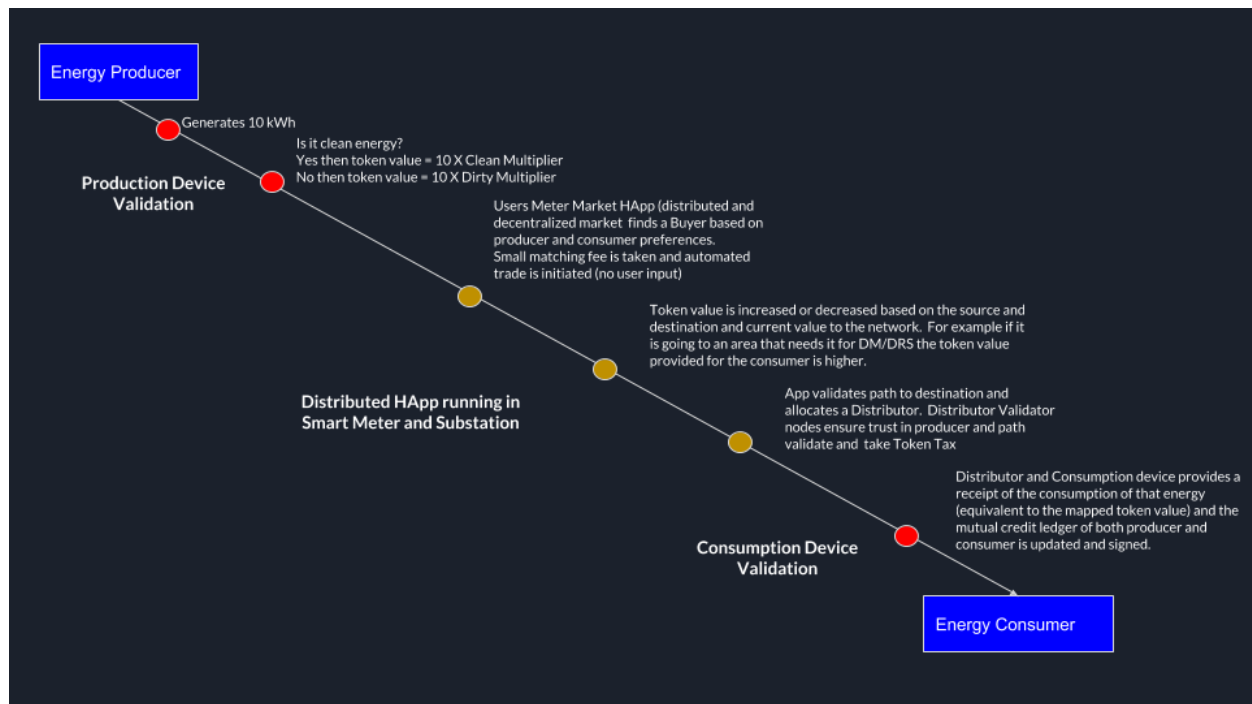 Energy Producer
Generates 10 kWh
Is it clean energy?
Yes then token value = 10 X Clean Multiplier
No then token value = 10 X Dirty Multiplier
Production Device
Validation
Users Meter Market HApp (distributed and
decentralized market  finds a Buyer based on
producer and consumer preferences.
Small matching fee is taken and automated
trade is initiated (no user input)
Token value is increased or decreased based on the source and
destination and current value to the network.  For example if it
is going to an area that needs it for DM/DRS the token value
provided for the consumer is higher.
Distributed HApp running in
Smart Meter and Substation
App validates path to destination and
allocates a Distributor.  Distributor Validator
nodes ensure trust in producer and path
validate and  take Token Tax
Distributor and Consumption device provides a
receipt of the consumption of that energy
(equivalent to the mapped token value) and the
mutual credit ledger of both producer and
consumer is updated and signed.
Consumption Device
Validation
Energy Consumer